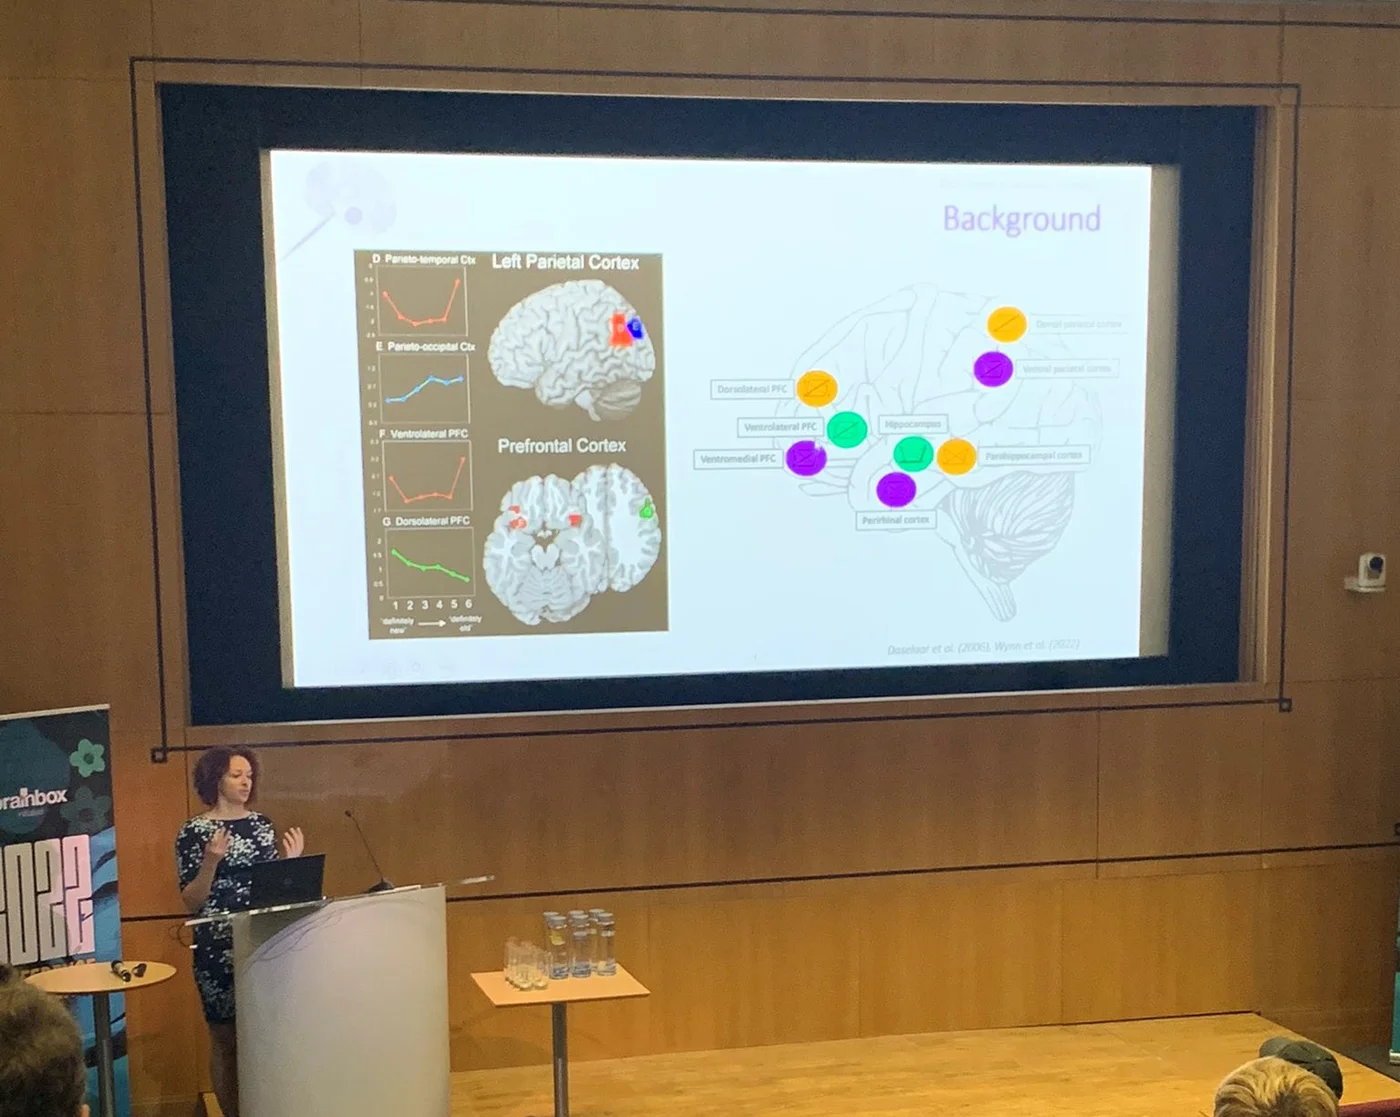 Background
Left Parietal Cortex
D Parieto-temporal Ctx
E Parieto-occipital Ctx
F Ventrolateral PFC
Prefrontal Cortex
G Dorsolateral PFC
1 2 3 4 5 6
'definitely new'
'definitely old'
Dorsal parietal cortex
Ventral parietal cortex
Dorsolateral PFC
Ventrolateral PFC
Hippocampus
Ventromedial PFC
Parahippocampal cortex
Perirhinal cortex
Daselaar et al. (2006), Wynn et al. (2022)
rainbox
2022